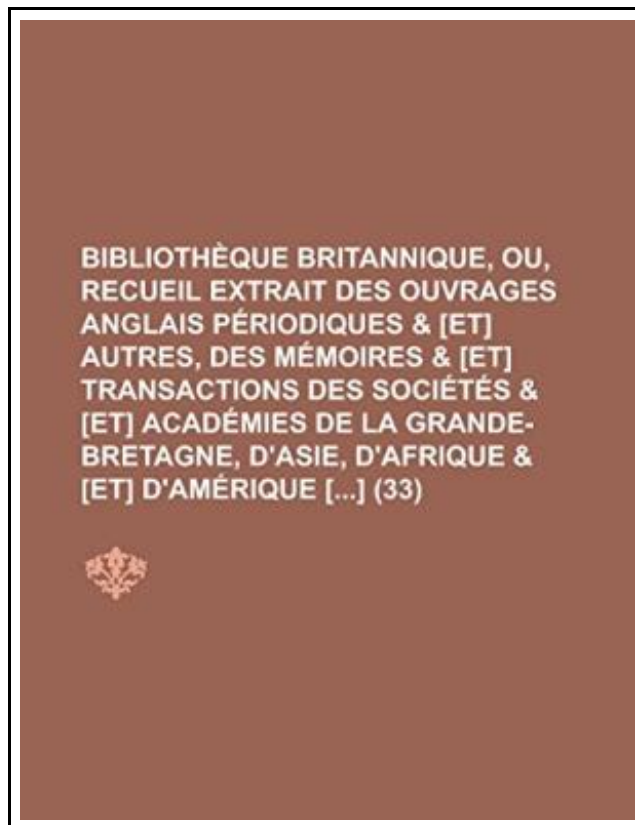 BIBLIOTHÈQUE BRITANNIQUE, OU,
RECUEIL EXTRAIT DES OUVRAGES
ANGLAIS PÉRIODIQUES & [ET]
AUTRES, DES MÉMOIRES & [ET]
TRANSACTIONS DES SOCIÉTÉS &
[ET] ACADÉMIES DE LA GRANDE-
BRETAGNE, D'ASIE, D'AFRIQUE &
[ET] D'AMÉRIQUE [...] (33)